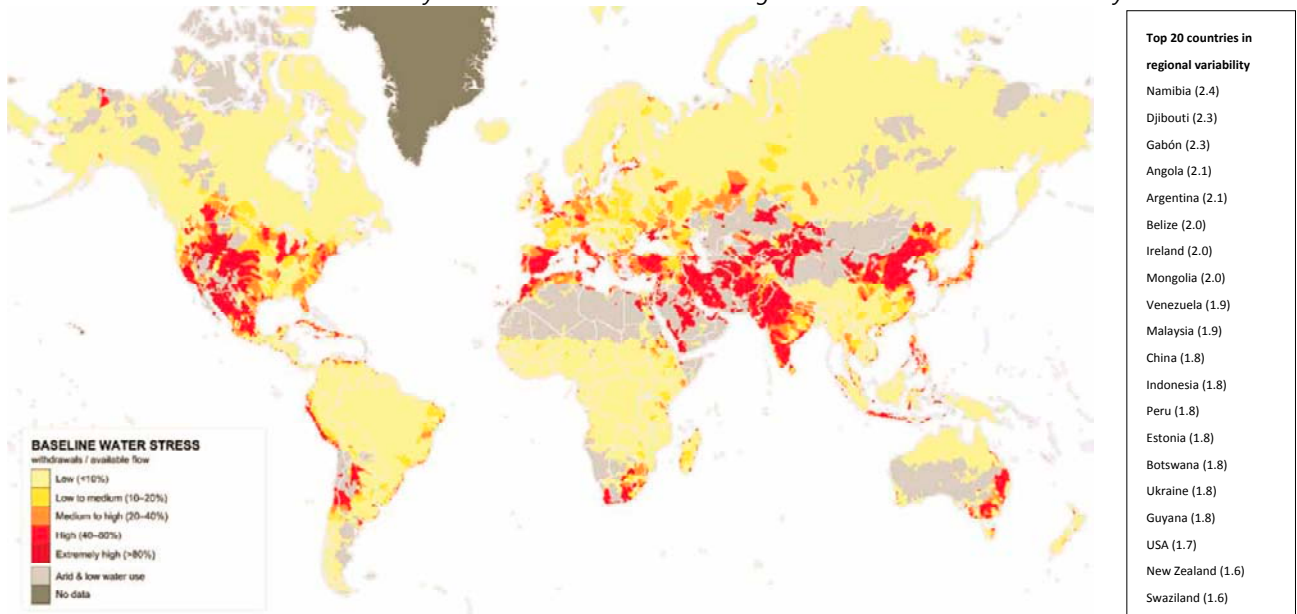 BASELINE WATER STRESS
withdrawals / available flow
Low (<10%)
Low to medium (10–20%)
Medium to high (20–40%)
High (40–80%)
Extremely high (>80%)
Arid & low water use
No data
Top 20 countries in
regional variability
Namibia (2.4)
Djibouti (2.3)
Gabón (2.3)
Angola (2.1)
Argentina (2.1)
Belize (2.0)
Ireland (2.0)
Mongolia (2.0)
Venezuela (1.9)
Malaysia (1.9)
China (1.8)
Indonesia (1.8)
Peru (1.8)
Estonia (1.8)
Botswana (1.8)
Ukraine (1.8)
Guyana (1.8)
USA (1.7)
New Zealand (1.6)
Swaziland (1.6)